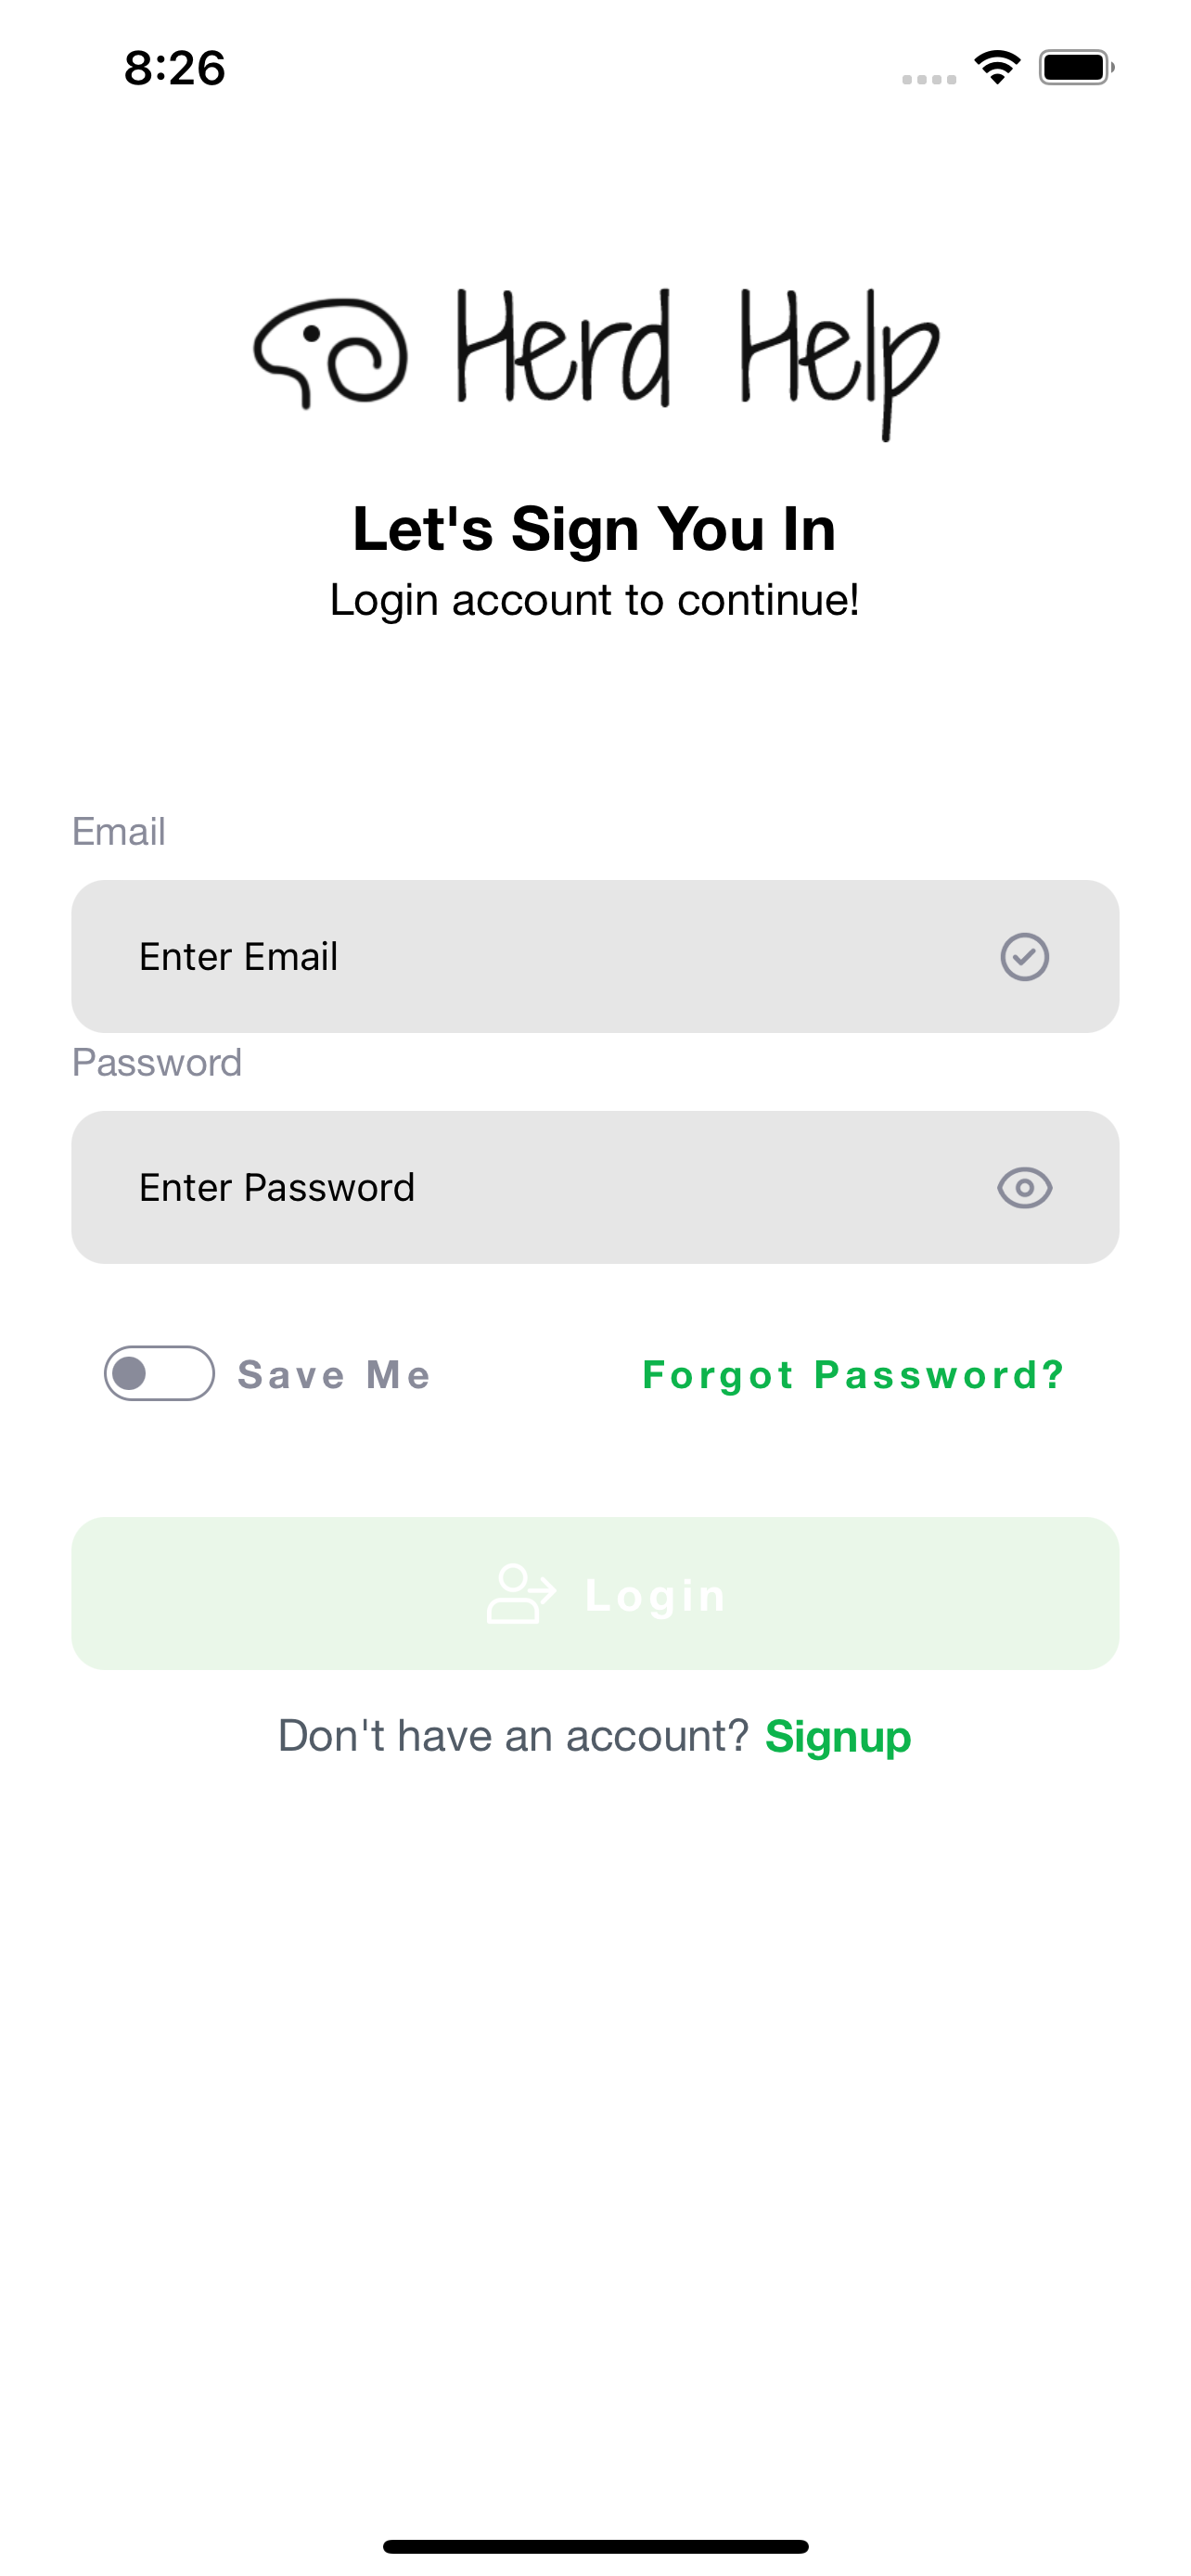 8:26
Herd Help
Let's Sign You In
Login account to continue!
Email
Enter Email
Password
Enter Password
Save Me Forgot Password?
Login
Don't have an account? Signup